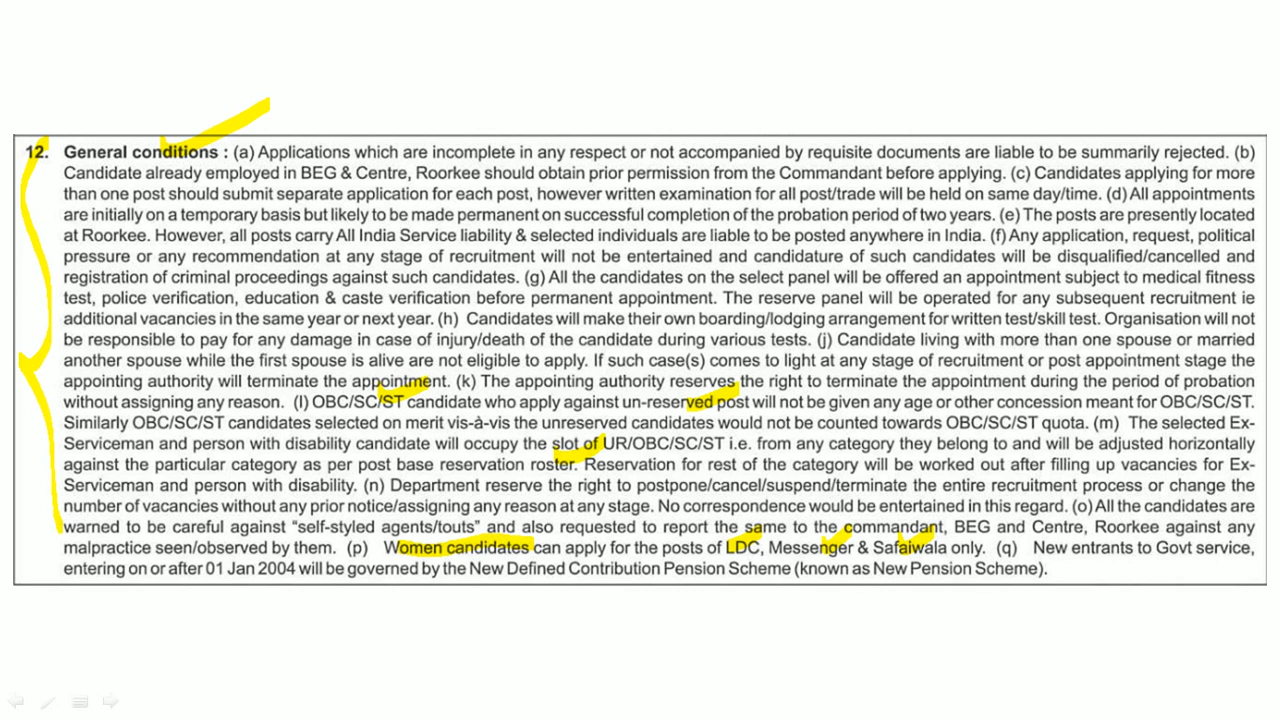 12. General conditions : (a) Applications which are incomplete in any respect or not accompanied by requisite documents are liable to be summarily rejected. (b)
Candidate already employed in BEG & Centre, Roorkee should obtain prior permission from the Commandant before applying. (c) Candidates applying for more
than one post should submit separate application for each post, however written examination for all post/trade will be held on same day/time. (d) All appointments
are initially on a temporary basis but likely to be made permanent on successful completion of the probation period of two years. (e) The posts are presently located
at Roorkee. However, all posts carry All India Service liability & selected individuals are liable to be posted anywhere in India. (f) Any application, request, political
pressure or any recommendation at any stage of recruitment will not be entertained and candidature of such candidates will be disqualified/cancelled and
registration of criminal proceedings against such candidates. (g) All the candidates on the select panel will be offered an appointment subject to medical fitness
test, police verification, education & caste verification before permanent appointment. The reserve panel will be operated for any subsequent recruitment ie
additional vacancies in the same year or next year. (h) Candidates will make their own boarding/lodging arrangement for written test/skill test. Organisation will not
be responsible to pay for any damage in case of injury/death of the candidate during various tests. (j) Candidate living with more than one spouse or married
another spouse while the first spouse is alive are not eligible to apply. If such case(s) comes to light at any stage of recruitment or post appointment stage the
appointing authority will terminate the appointment. (k) The appointing authority reserves the right to terminate the appointment during the period of probation
without assigning any reason. (l) OBC/SC/ST candidate who apply against un-reserved post will not be given any age or other concession meant for OBC/SC/ST.
Similarly OBC/SC/ST candidates selected on merit vis-à-vis the unreserved candidates would not be counted towards OBC/SC/ST quota. (m) The selected Ex-
Serviceman and person with disability candidate will occupy the slot of UR/OBC/SC/ST i.e. from any category they belong to and will be adjusted horizontally
against the particular category as per post base reservation roster. Reservation for rest of the category will be worked out after filling up vacancies for Ex-
Serviceman and person with disability. (n) Department reserve the right to postpone/cancel/suspend/terminate the entire recruitment process or change the
number of vacancies without any prior notice/assigning any reason at any stage. No correspondence would be entertained in this regard. (o) All the candidates are
warned to be careful against “self-styled agents/touts” and also requested to report the same to the commandant, BEG and Centre, Roorkee against any
malpractice seen/observed by them. (p) Women candidates can apply for the posts of LDC, Messenger & Safaiwala only. (q) New entrants to Govt service,
entering on or after 01 Jan 2004 will be governed by the New Defined Contribution Pension Scheme (known as New Pension Scheme).